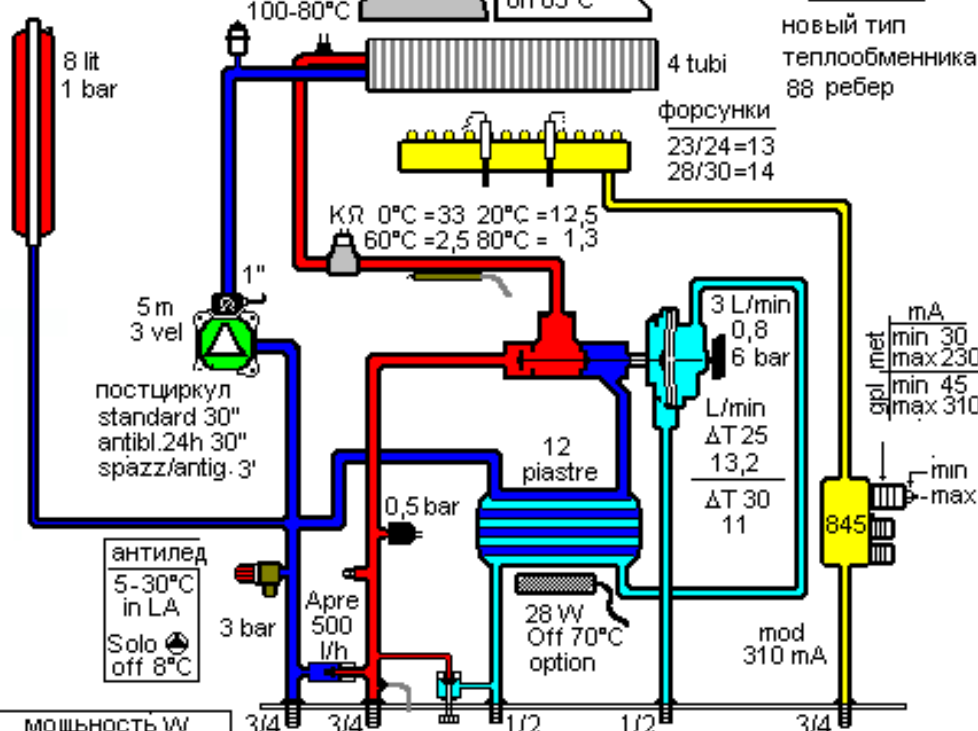 100-80°C
off 85°C
новый тип
теплообменника
88 ребер
8 lit
1 bar
4 tubi
форсунки
23/24=13
28/30=14
KΩ 0°C =33 20°C =12,5
60°C =2,5 80°C = 1,3
1"
5 m
3 vel
3 L/min
0,8
6 bar
mA
met
min 30
max 230
gpl
min 45
max 310
постциркул
standard 30"
antibl.24h 30"
spazz/antig. 3'
L/min
ΔT 25
13,2
ΔT 30
11
12
piastre
min
max
845
0,5 bar
антилед
5-30°C
in LA
Solo
off 8°C
3 bar
Apre
500
l/h
28 W
Off 70°C
option
mod
310 mA
мощьность W
3/4 3/4 1/2 1/2 3/4